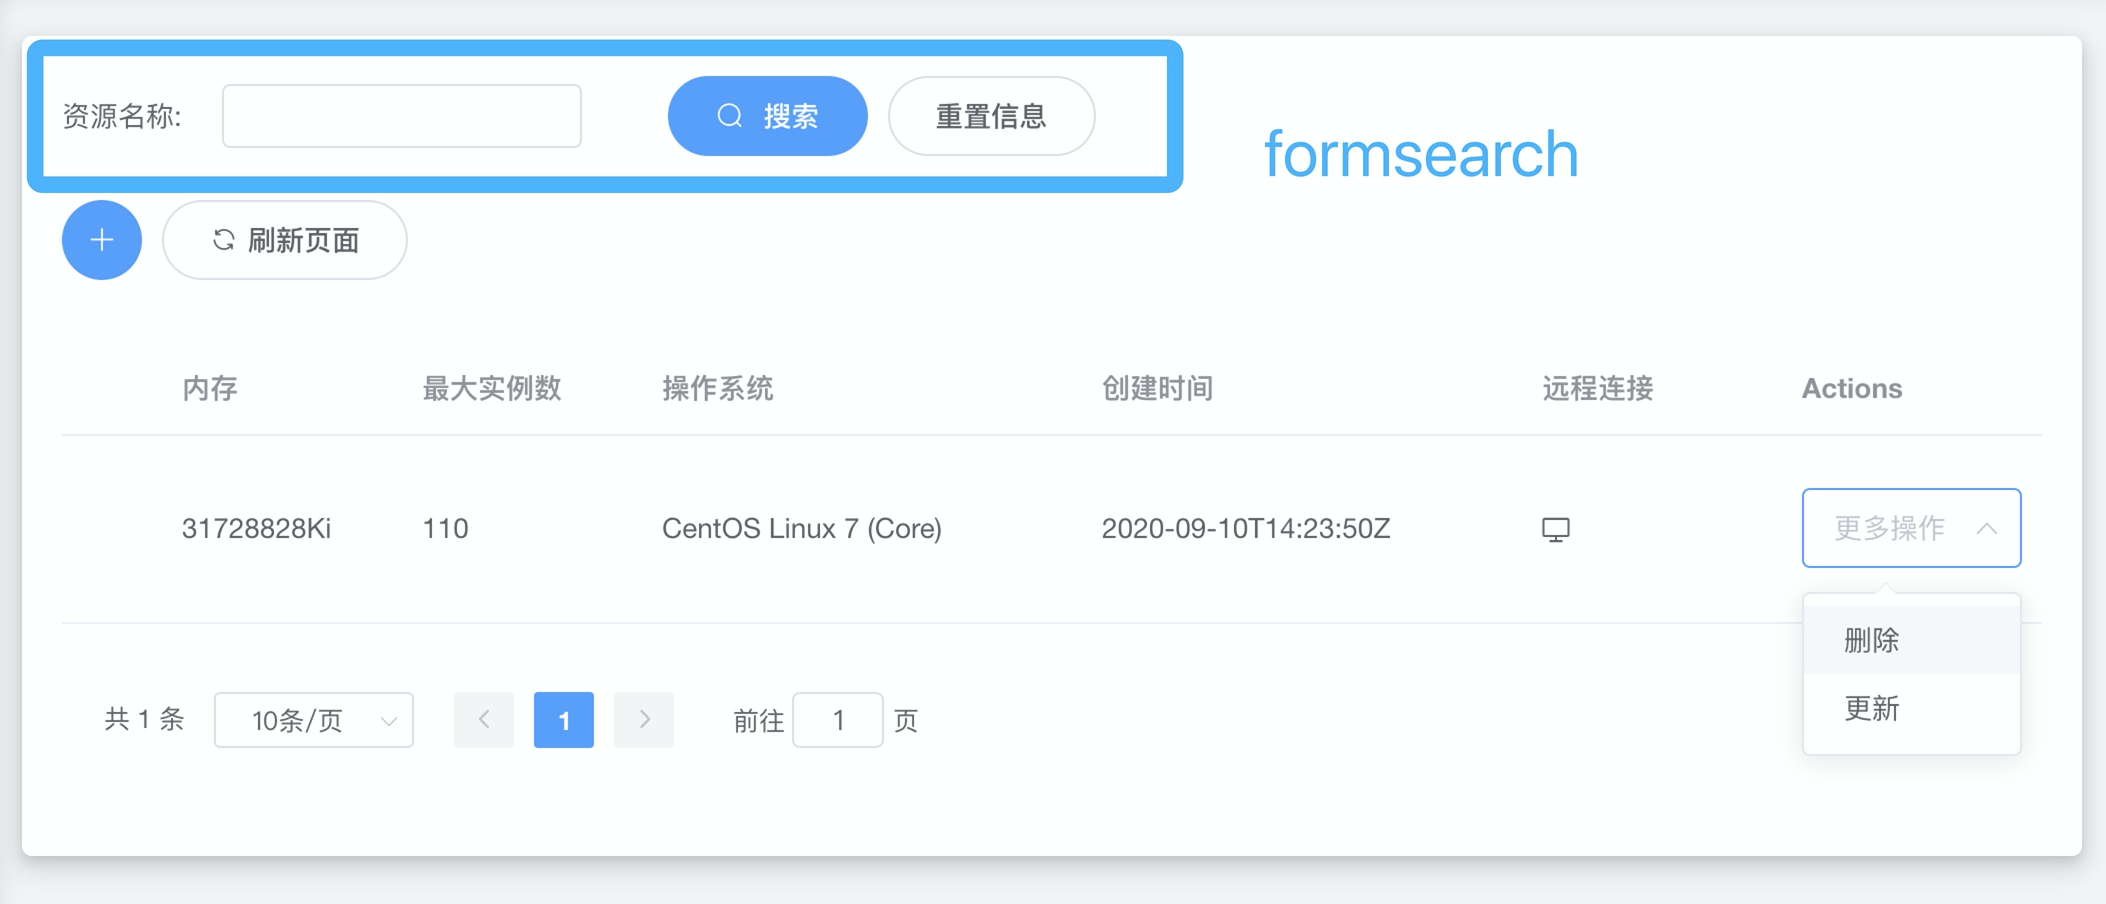 资源名称:
搜索
重置信息
formsearch
刷新页面
内存 最大实例数 操作系统 创建时间 远程连接 Actions
31728828Ki 110 CentOS Linux 7 (Core) 2020-09-10T14:23:50Z 更多操作
删除
更新
共 1 条 10条/页 1 前往 1 页